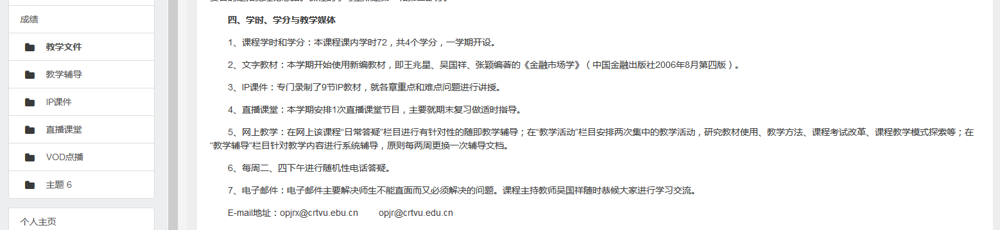 成绩
教学文件
教学辅导
IP课件
直播课堂
VOD点播
主题 6
个人主页
四、学时、学分与教学媒体
1、课程学时和学分：本课程课内学时72，共4个学分，一学期开设。
2、文字教材：本学期开始使用新编教材，即王兆星、吴国祥、张颖编著的《金融市场学》（中国金融出版社2006年8月第四版）。
3、IP课件：专门录制了9节IP教材，就各章重点和难点问题进行讲授。
4、直播课堂：本学期安排1次直播课堂节目，主要就期末复习做适时指导。
5、网上教学：在网上该课程“日常答疑”栏目进行有针对性的随即教学辅导；在“教学活动”栏目安排两次集中的教学活动，研究教材使用、教学方法、课程考试改革、课程教学模式探索等；在
“教学辅导”栏目针对教学内容进行系统辅导，原则每两周更换一次辅导文档。
6、每周二、四下午进行随机性电话答疑。
7、电子邮件：电子邮件主要解决师生不能直面而又必须解决的问题。课程主持教师吴国祥随时恭候大家进行学习交流。
E-mail地址：opjrx@crtvu.ebu.cn opjr@crtvu.edu.cn